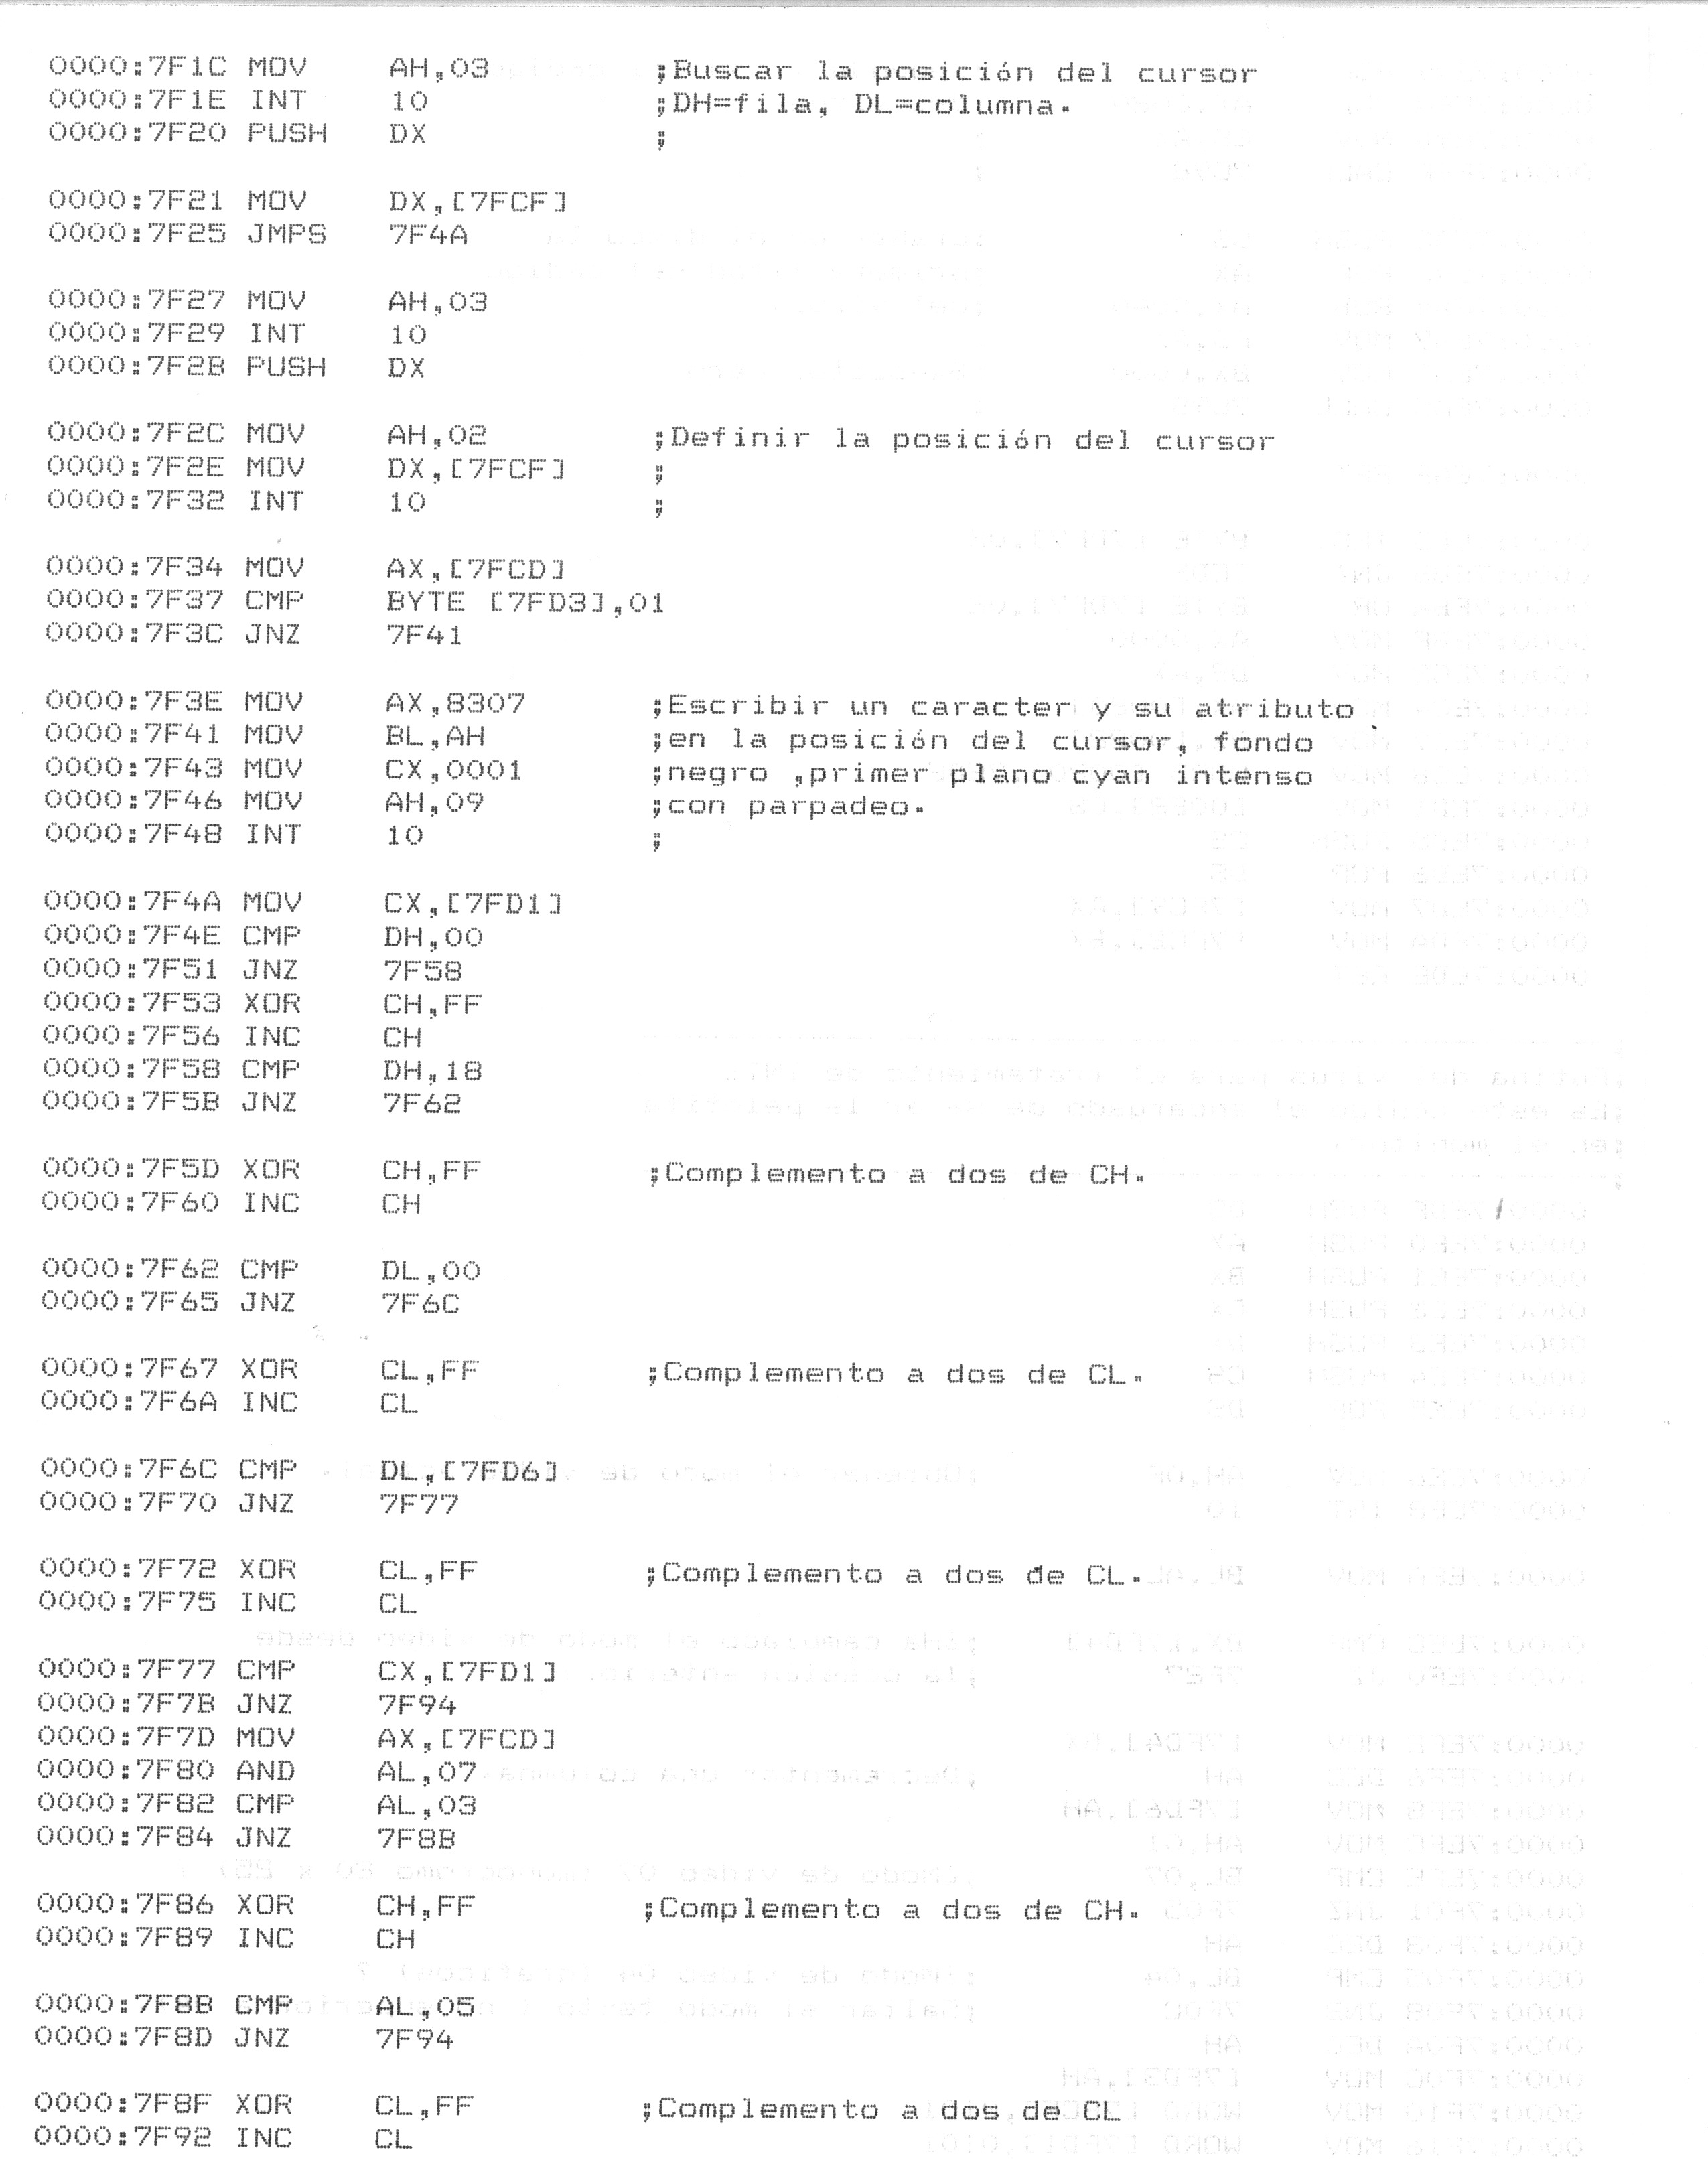 0000:7F1C MOV AH,03 ;Buscar la posición del cursor
0000:7F1E INT 10 ;DH=fila, DL=columna.
0000:7F20 PUSH DX ;
0000:7F21 MOV DX,[7FCF]
0000:7F25 JMPS 7F4A
0000:7F27 MOV AH,03
0000:7F29 INT 10
0000:7F2B PUSH DX
0000:7F2C MOV AH,02 ;Definir la posición del cursor
0000:7F2E MOV DX,[7FCF] ;
0000:7F32 INT 10 ;
0000:7F34 MOV AX,[7FCD]
0000:7F37 CMP BYTE [7FD3],01
0000:7F3C JNZ 7F41
0000:7F3E MOV AX,8307 ;Escribir un caracter y su atributo
0000:7F41 MOV BL,AH ;en la posición del cursor, fondo
0000:7F43 MOV CX,0001 ;negro ,primer plano cyan intenso
0000:7F46 MOV AH,09 ;con parpadeo.
0000:7F48 INT 10 ;
0000:7F4A MOV CX,[7FD1]
0000:7F4E CMP DH,00
0000:7F51 JNZ 7F58
0000:7F53 XOR CH,FF
0000:7F56 INC CH
0000:7F58 CMP DH,18
0000:7F5B JNZ 7F62
0000:7F5D XOR CH,FF ;Complemento a dos de CH.
0000:7F60 INC CH
0000:7F62 CMP DL,00
0000:7F65 JNZ 7F6C
0000:7F67 XOR CL,FF ;Complemento a dos de CL.
0000:7F6A INC CL
0000:7F6C CMP DL,[7FD6]
0000:7F70 JNZ 7F77
0000:7F72 XOR CL,FF ;Complemento a dos de CL.
0000:7F75 INC CL
0000:7F77 CMP CX,[7FD1]
0000:7F7B JNZ 7F94
0000:7F7D MOV AX,[7FCD]
0000:7F80 AND AL,07
0000:7F82 CMP AL,03
0000:7F84 JNZ 7F8B
0000:7F86 XOR CH,FF ;Complemento a dos de CH.
0000:7F89 INC CH
0000:7F8B CMP AL,05
0000:7F8D JNZ 7F94
0000:7F8F XOR CL,FF ;Complemento a dos de CL
0000:7F92 INC CL